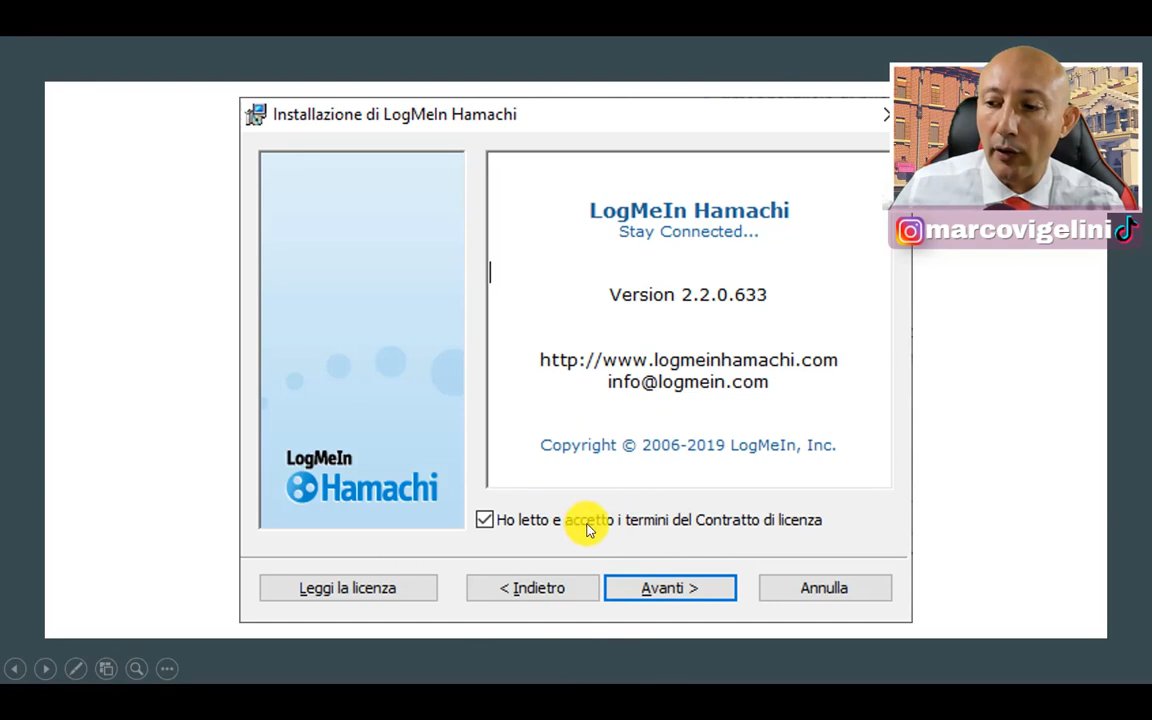 Installazione di LogMeIn Hamachi
LogMeIn Hamachi
Stay Connected...
Version 2.2.0.633
http://www.logmeinhamachi.com
info@logmein.com
Copyright © 2006-2019 LogMeIn, Inc.
LogMeIn
Hamachi
Ho letto e accetto i termini del Contratto di licenza
Leggi la licenza
< Indietro
Avanti >
Annulla
marcovigelini